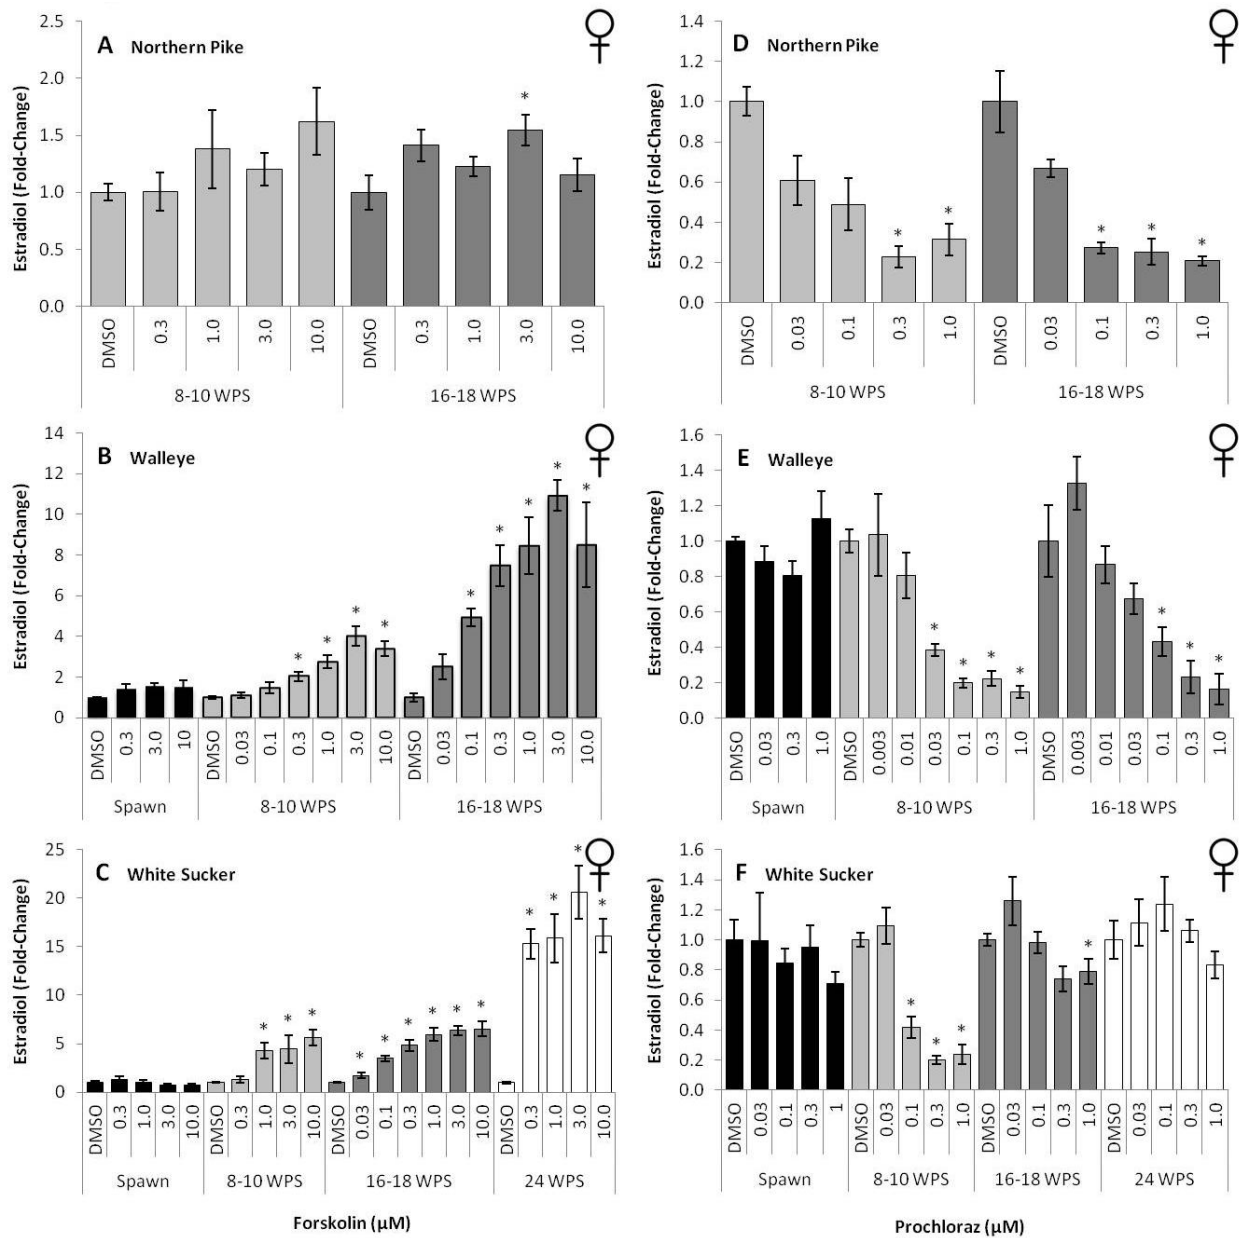 A Northern Pike
Estradiol (Fold-Change)
2.5
2.0
1.5
1.0
0.5
0.0
*
DMSO 0.3 1.0 3.0 10.0 DMSO 0.3 1.0 3.0 10.0
8-10 WPS 16-18 WPS
D Northern Pike
Estradiol (Fold-Change)
1.4
1.2
1.0
0.8
0.6
0.4
0.2
0.0
* * * * *
DMSO 0.03 0.1 0.3 1.0 DMSO 0.03 0.1 0.3 1.0
8-10 WPS 16-18 WPS
B Walleye
Estradiol (Fold-Change)
14
12
10
8
6
4
2
0
* * * * * * * * *
DMSO 0.3 3.0 10 DMSO 0.03 0.1 0.3 1.0 3.0 10.0 DMSO 0.03 0.1 0.3 1.0 3.0 10.0
Spawn 8-10 WPS 16-18 WPS
E Walleye
Estradiol (Fold-Change)
1.6
1.4
1.2
1.0
0.8
0.6
0.4
0.2
0.0
* * * * * * *
DMSO 0.03 0.3 1.0 DMSO 0.003 0.01 0.03 0.1 0.3 1.0 DMSO 0.003 0.01 0.03 0.1 0.3 1.0
Spawn 8-10 WPS 16-18 WPS
C White Sucker
Estradiol (Fold-Change)
25
20
15
10
5
0
* * * * * * * * * * * * *
DMSO 0.3 1.0 3.0 10.0 DMSO 0.3 1.0 3.0 10.0 DMSO 0.03 0.1 0.3 1.0 3.0 10.0 DMSO 0.3 1.0 3.0 10.0
Spawn 8-10 WPS 16-18 WPS 24 WPS
Forskolin (µM)
F White Sucker
Estradiol (Fold-Change)
1.6
1.4
1.2
1.0
0.8
0.6
0.4
0.2
0.0
* * * *
DMSO 0.03 0.1 0.3 1 DMSO 0.03 0.1 0.3 1.0 DMSO 0.03 0.1 0.3 1.0 DMSO 0.03 0.1 0.3 1.0
Spawn 8-10 WPS 16-18 WPS 24 WPS
Prochloraz (µM)